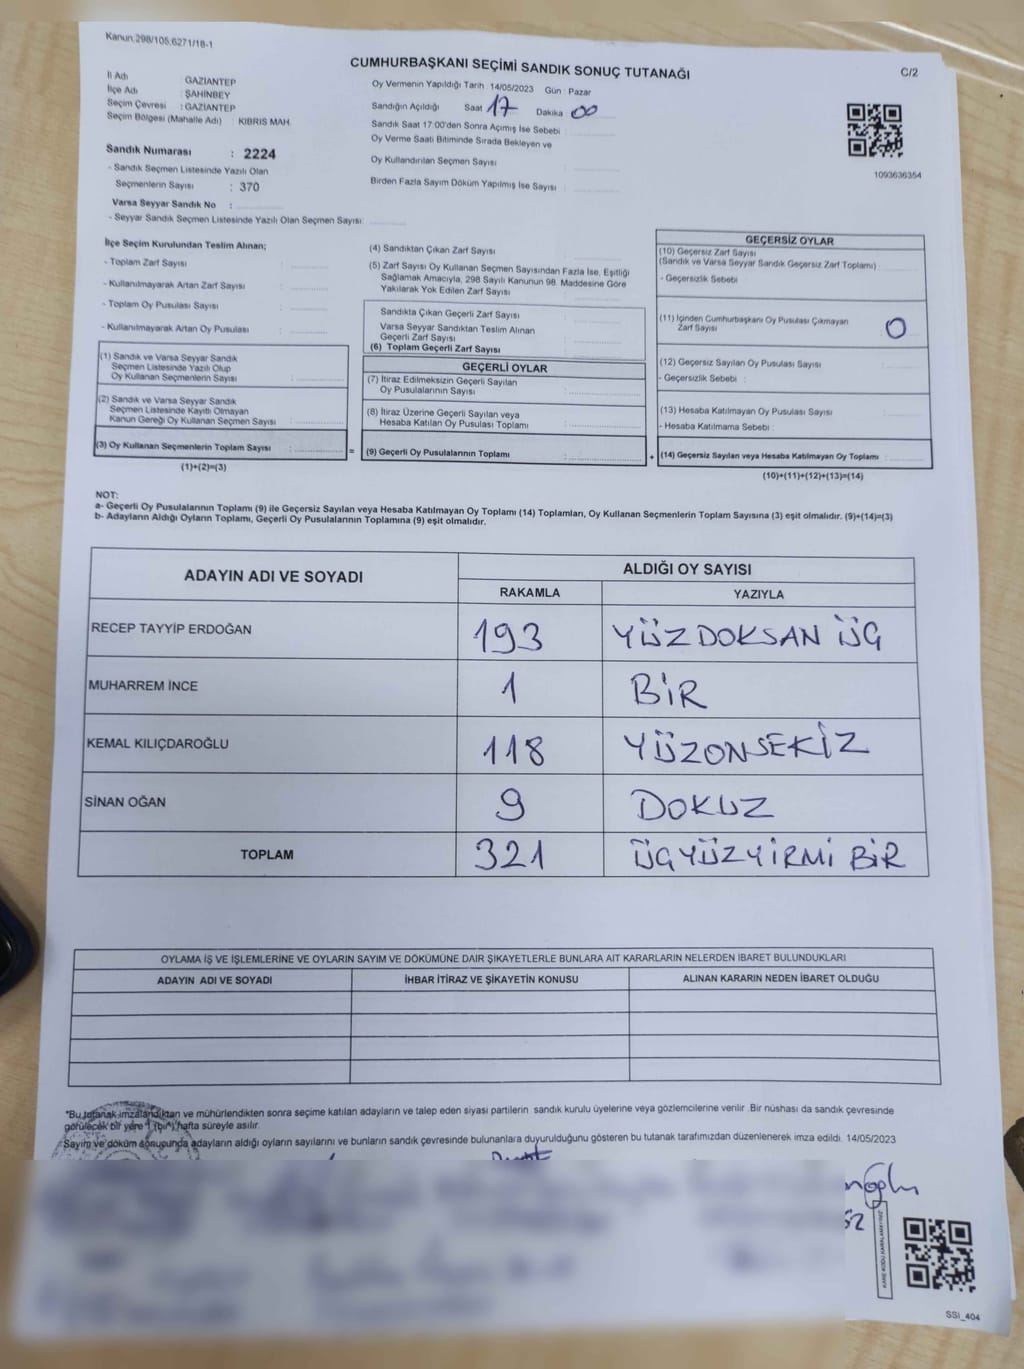 Kanun.298/105,6271/18-1
CUMHURBAŞKANI SEÇİMİ SANDIK SONUÇ TUTANAĞI
C/2
İl Adı GAZİANTEP
İlçe Adı ŞAHİNBEY
Seçim Çevresi : GAZİANTEP
Seçim Bölgesi (Mahalle Adı) : KIBRIS MAH.
Oy Vermenin Yapıldığı Tarih : 14/05/2023 Gün : Pazar
Sandığın Açıldığı Saat 17 Dakika 00
Sandık Saat 17:00'den Sonra Açımış İse Sebebi :
Oy Verme Saati Bitiminde Sırada Bekleyen ve
Oy Kullandırılan Seçmen Sayısı :
Birden Fazla Sayım Döküm Yapılmış İse Sayısı :
1093636354
Sandık Numarası : 2224
- Sandık Seçmen Listesinde Yazılı Olan
Seçmenlerin Sayısı : 370
Varsa Seyyar Sandık No :
- Seyyar Sandık Seçmen Listesinde Yazılı Olan Seçmen Sayısı:
İlçe Seçim Kurulundan Teslim Alınan;
- Toplam Zarf Sayısı :
- Kullanılmayarak Artan Zarf Sayısı :
- Toplam Oy Pusulası Sayısı :
- Kullanılmayarak Artan Oy Pusulası :
(1) Sandık ve Varsa Seyyar Sandık
Seçmen Listesinde Yazılı Olup
Oy Kullanan Seçmenlerin Sayısı :
(2) Sandık ve Varsa Seyyar Sandık
Seçmen Listesinde Kayıtlı Olmayan
Kanun Gereği Oy Kullanan Seçmen Sayısı :
(3) Oy Kullanan Seçmenlerin Toplam Sayısı : =
(1)+(2)=(3)
(4) Sandıktan Çıkan Zarf Sayısı :
(5) Zarf Sayısı Oy Kullanan Seçmen Sayısından Fazla İse, Eşitliği
Sağlamak Amacıyla, 298 Sayılı Kanunun 98. Maddesine Göre
Yakılarak Yok Edilen Zarf Sayısı :
Sandıkta Çıkan Geçerli Zarf Sayısı :
Varsa Seyyar Sandıktan Teslim Alınan
Geçerli Zarf Sayısı :
(6) Toplam Geçerli Zarf Sayısı :
GEÇERLİ OYLAR
(7) İtiraz Edilmeksizin Geçerli Sayılan
Oy Pusulalarının Sayısı :
(8) İtiraz Üzerine Geçerli Sayılan veya
Hesaba Katılan Oy Pusulası Toplamı :
(9) Geçerli Oy Pusulalarının Toplamı : +
GEÇERSİZ OYLAR
(10) Geçersiz Zarf Sayısı
(Sandık ve Varsa Seyyar Sandık Geçersiz Zarf Toplamı) :
- Geçersizlik Sebebi :
(11) İçinden Cumhurbaşkanı Oy Pusulası Çıkmayan
Zarf Sayısı : 0
(12) Geçersiz Sayılan Oy Pusulası Sayısı :
- Geçersizlik Sebebi :
(13) Hesaba Katılmayan Oy Pusulası Sayısı :
- Hesaba Katılmama Sebebi :
(14) Geçersiz Sayılan veya Hesaba Katılmayan Oy Toplamı :
(10)+(11)+(12)+(13)=(14)
NOT:
a- Geçerli Oy Pusulalarının Toplamı (9) ile Geçersiz Sayılan veya Hesaba Katılmayan Oy Toplamı (14) Toplamları, Oy Kullanan Seçmenlerin Toplam Sayısına (3) eşit olmalıdır. (9)+(14)=(3)
b- Adayların Aldığı Oyların Toplamı, Geçerli Oy Pusulalarının Toplamına (9) eşit olmalıdır.
ADAYIN ADI VE SOYADI ALDIĞI OY SAYISI
RAKAMLA YAZIYLA
RECEP TAYYİP ERDOĞAN 193 YÜZDOKSAN ÜÇ
MUHARREM İNCE 1 BİR
KEMAL KILIÇDAROĞLU 118 YÜZONSEKİZ
SİNAN OĞAN 9 DOKUZ
TOPLAM 321 ÜÇYÜZYİRMİ BİR
OYLAMA İŞ VE İŞLEMLERİNE VE OYLARIN SAYIM VE DÖKÜMÜNE DAİR ŞİKAYETLERLE BUNLARA AİT KARARLARIN NELERDEN İBARET BULUNDUKLARI
ADAYIN ADI VE SOYADI İHBAR İTİRAZ VE ŞİKAYETİN KONUSU ALINAN KARARIN NEDEN İBARET OLDUĞU
*Bu tutanak imzalandıktan ve mühürlendikten sonra seçime katılan adayların ve talep eden siyasi partilerin sandık kurulu üyelerine veya gözlemcilerine verilir .Bir nüshası da sandık çevresinde
görülecek bir yere 1 (bir) hafta süreyle asılır.
Sayım ve döküm sonucunda adayların aldığı oyların sayılarını ve bunların sandık çevresinde bulunanlara duyurulduğunu gösteren bu tutanak tarafımızdan düzenlenerek imza edildi. 14/05/2023
SSI_404